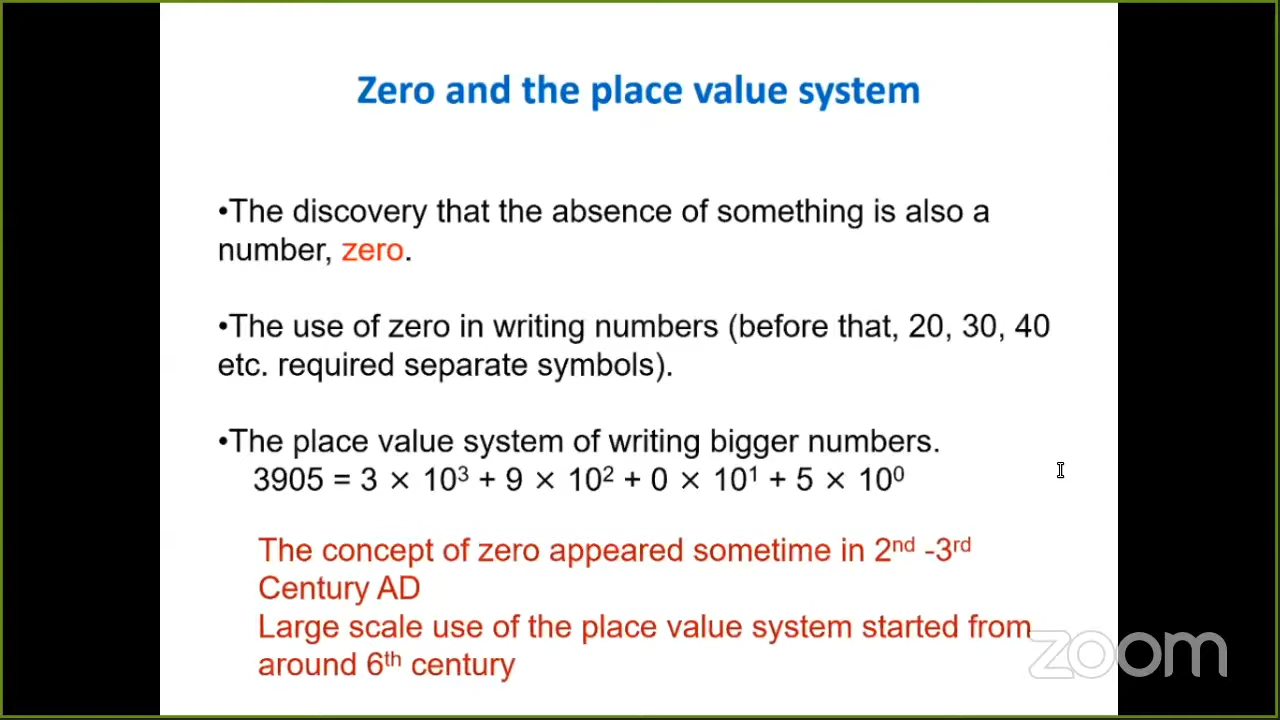 Zero and the place value system
•The discovery that the absence of something is also a
number, zero.
•The use of zero in writing numbers (before that, 20, 30, 40
etc. required separate symbols).
•The place value system of writing bigger numbers.
3905 = 3 × 10³ + 9 × 10² + 0 × 10¹ + 5 × 10⁰
The concept of zero appeared sometime in 2ⁿᵈ -3ʳᵈ
Century AD
Large scale use of the place value system started from
around 6ᵗʰ century
zoom